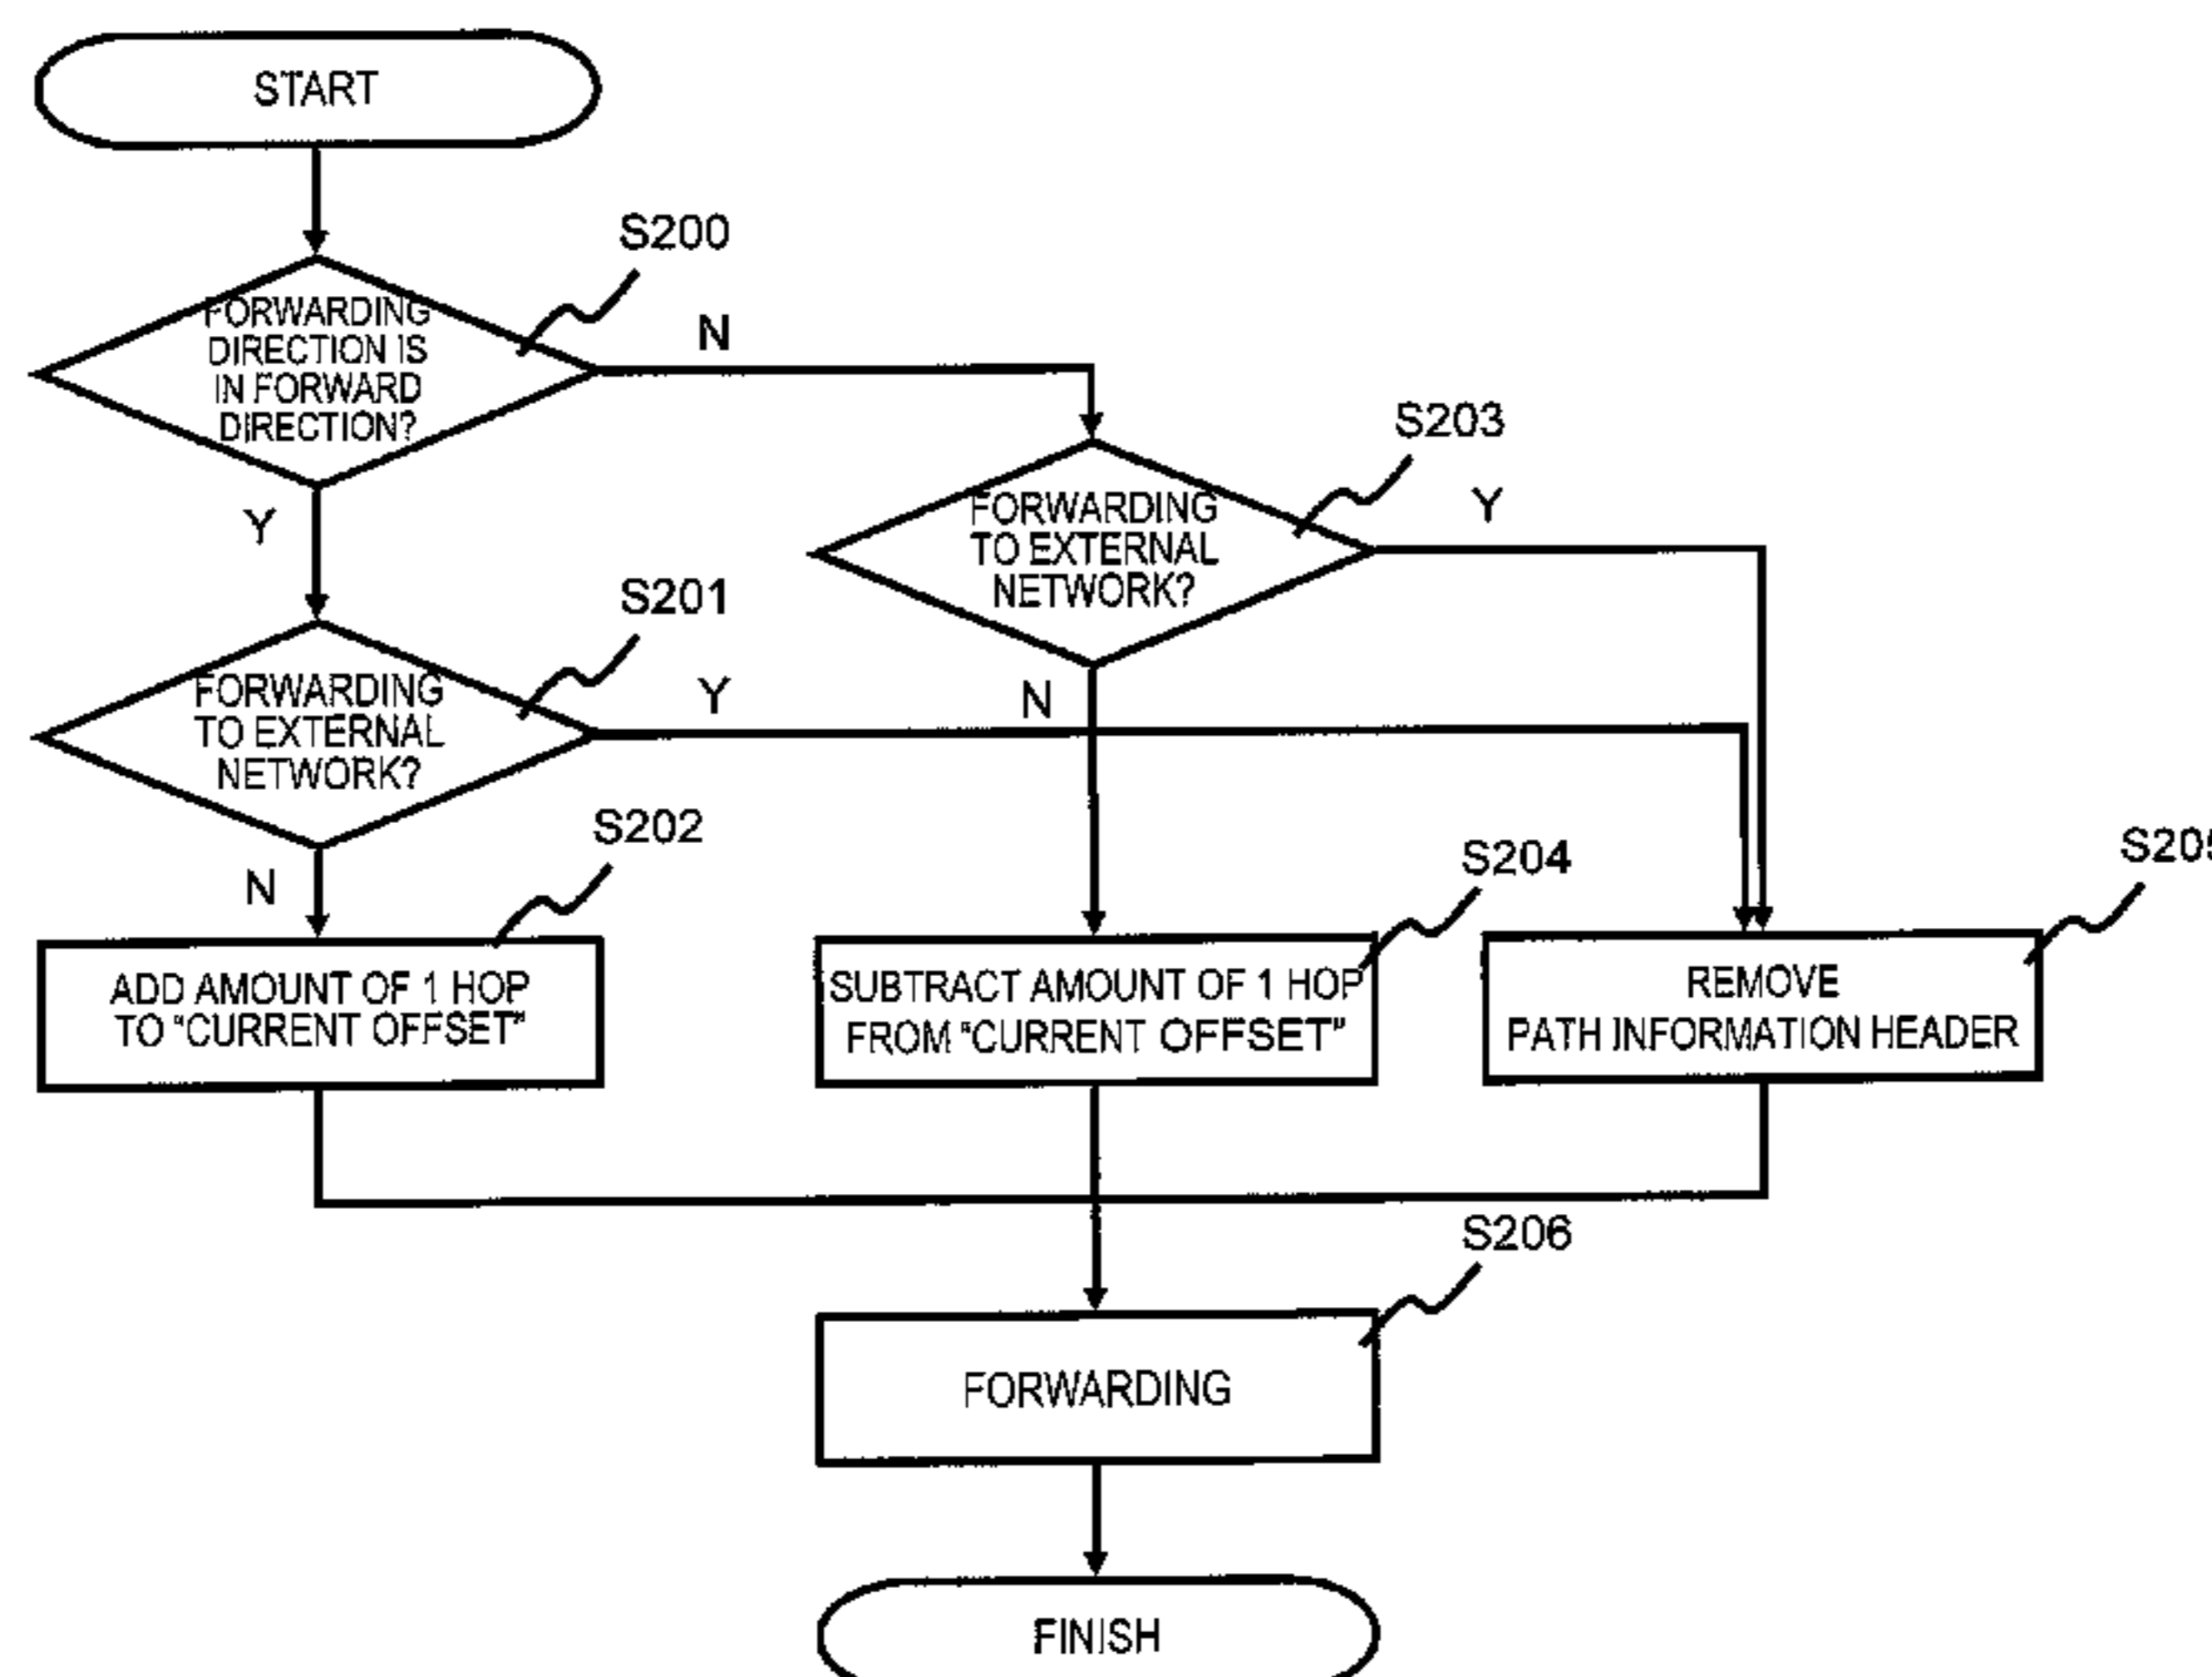 START
S200
FORWARDING
DIRECTION IS
IN FORWARD
DIRECTION?
N
Y
S203
FORWARDING
TO EXTERNAL
NETWORK?
Y
N
S201
FORWARDING
TO EXTERNAL
NETWORK?
Y
N
S202
ADD AMOUNT OF 1 HOP
TO "CURRENT OFFSET"
S204
SUBTRACT AMOUNT OF 1 HOP
FROM "CURRENT OFFSET"
S205
REMOVE
PATH INFORMATION HEADER
S206
FORWARDING
FINISH